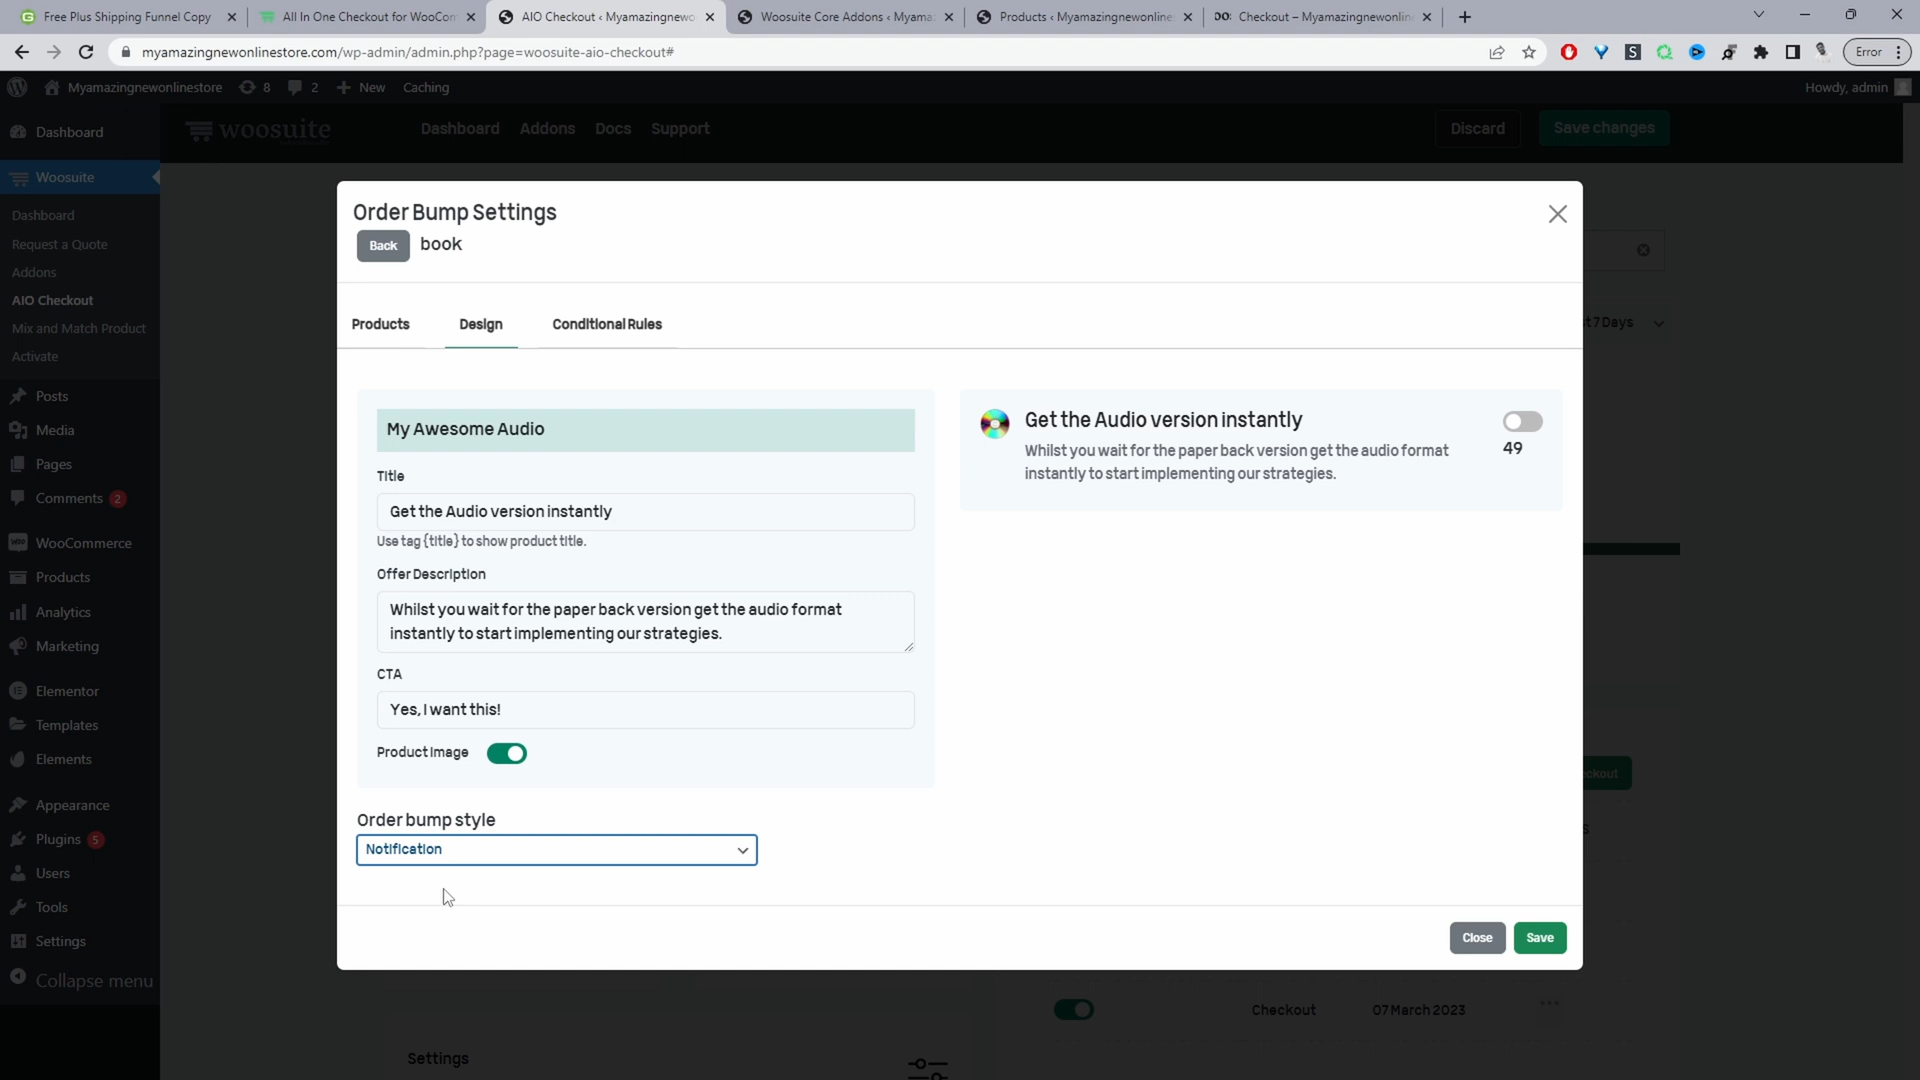 Free Plus Shipping Funnel Copy
All In One Checkout for WooCom
AIO Checkout ‹ Myamazingnewo
Woosuite Core Addons ‹ Myama
Products ‹ Myamazingnewonline
Checkout – Myamazingnewonlin
myamazingnewonlinestore.com/wp-admin/admin.php?page=woosuite-aio-checkout#
Error
Myamazingnewonlinestore
8
2
New
Caching
Howdy, admin
Dashboard
Woosuite
Dashboard
Request a Quote
Addons
AIO Checkout
Mix and Match Product
Activate
Posts
Media
Pages
Comments 2
WooCommerce
Products
Analytics
Marketing
Elementor
Templates
Elements
Appearance
Plugins 5
Users
Tools
Settings
Collapse menu
woosuite
Dashboard
Addons
Docs
Support
Discard
Save changes
Order Bump Settings
Back
book
Products
Design
Conditional Rules
My Awesome Audio
Title
Get the Audio version instantly
Use tag {title} to show product title.
Offer Description
Whilst you wait for the paper back version get the audio format
instantly to start implementing our strategies.
CTA
Yes, I want this!
Product Image
Order bump style
Notification
Get the Audio version instantly
49
Whilst you wait for the paper back version get the audio format
instantly to start implementing our strategies.
Close
Save
t 7 Days
Checkout
07 March 2023
Settings